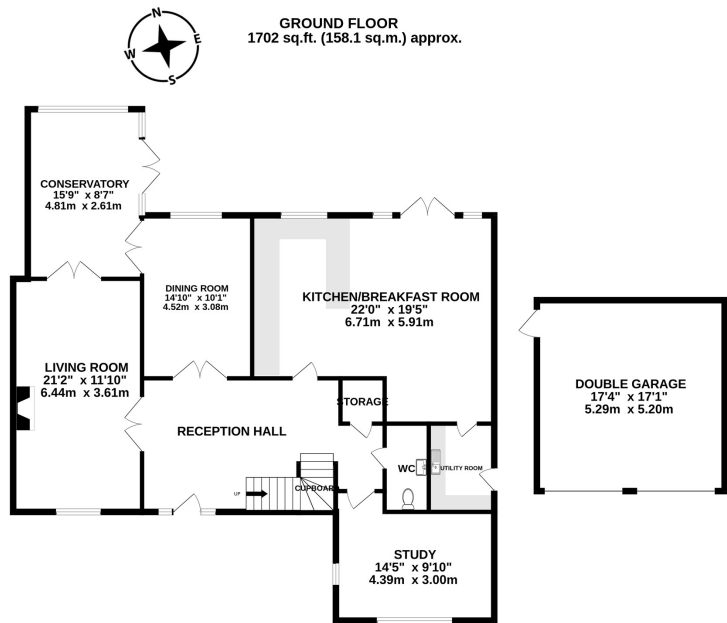 GROUND FLOOR
1702 sq.ft. (158.1 sq.m.) approx.
N
E
W
S
CONSERVATORY
15'9" x 8'7"
4.81m x 2.61m
DINING ROOM
14'10" x 10'1"
4.52m x 3.08m
KITCHEN/BREAKFAST ROOM
22'0" x 19'5"
6.71m x 5.91m
LIVING ROOM
21'2" x 11'10"
6.44m x 3.61m
DOUBLE GARAGE
17'4" x 17'1"
5.29m x 5.20m
STORAGE
RECEPTION HALL
WC
UTILITY ROOM
UP
CUPBOARD
STUDY
14'5" x 9'10"
4.39m x 3.00m